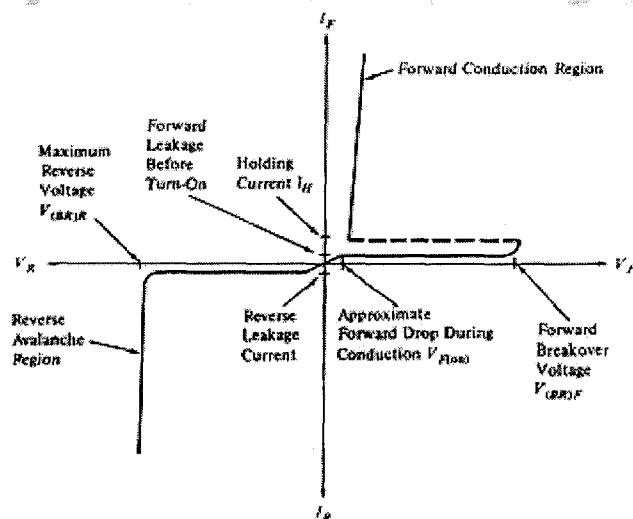 I_F
Forward Conduction Region
Forward
Leakage
Before
Turn-On
Holding
Current I_H
Maximum
Reverse
Voltage
V_(BR)R
V_R
V_F
Reverse
Avalanche
Region
Reverse
Leakage
Current
Approximate
Forward Drop During
Conduction V_F(on)
Forward
Breakover
Voltage
V_(BR)F
I_R